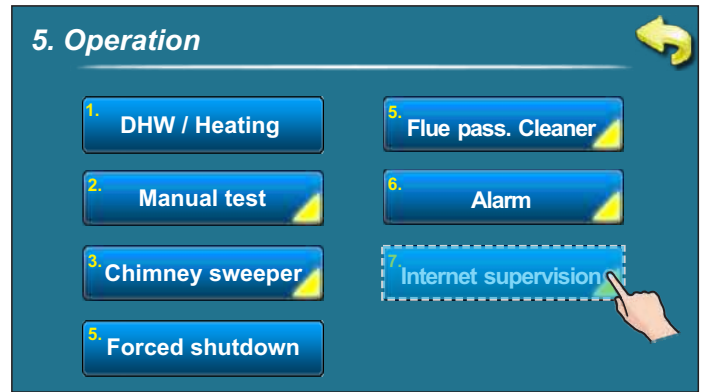 5. Operation
1. DHW / Heating
2. Manual test
3. Chimney sweeper
5. Forced shutdown
5. Flue pass. Cleaner
6. Alarm
7. Internet supervision